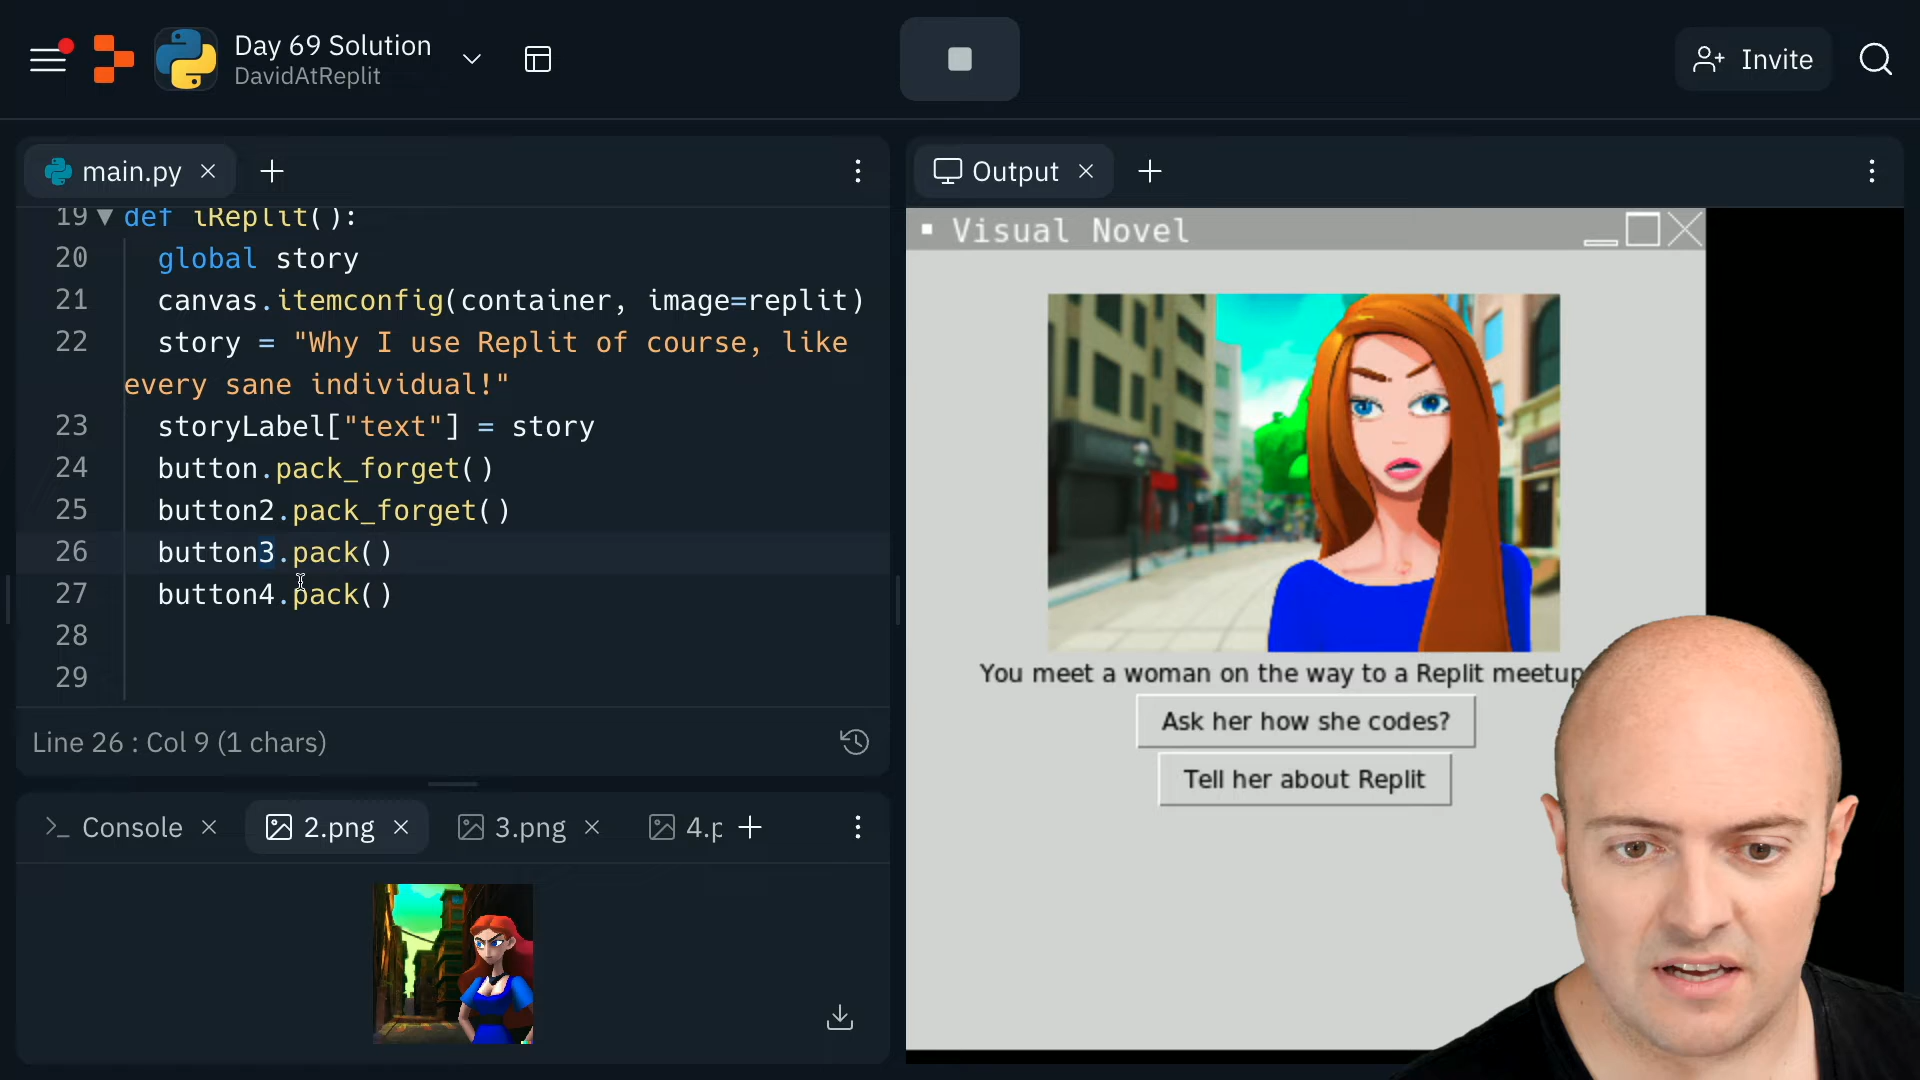 Day 69 Solution
DavidAtReplit
Invite
main.py
Output
19 def iReplit():
20 global story
21 canvas.itemconfig(container, image=replit)
22 story = "Why I use Replit of course, like
every sane individual!"
23 storyLabel["text"] = story
24 button.pack_forget()
25 button2.pack_forget()
26 button3.pack()
27 button4.pack()
28
29
Line 26 : Col 9 (1 chars)
Console
2.png
3.png
4.p
Visual Novel
You meet a woman on the way to a Replit meetup
Ask her how she codes?
Tell her about Replit